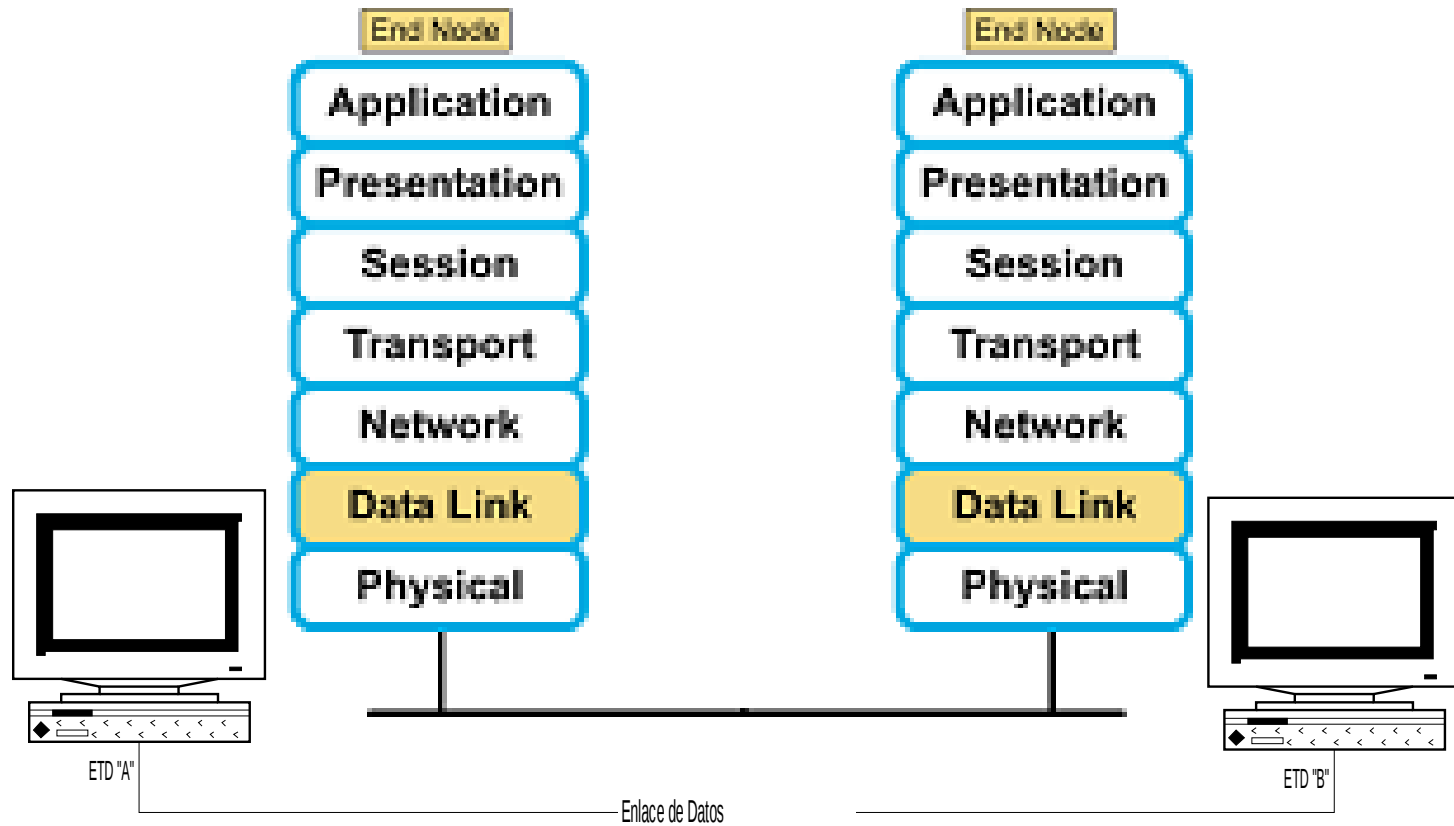 End Node
Application
Presentation
Session
Transport
Network
Data Link
Physical
End Node
Application
Presentation
Session
Transport
Network
Data Link
Physical
ETD "A"
ETD "B"
Enlace de Datos